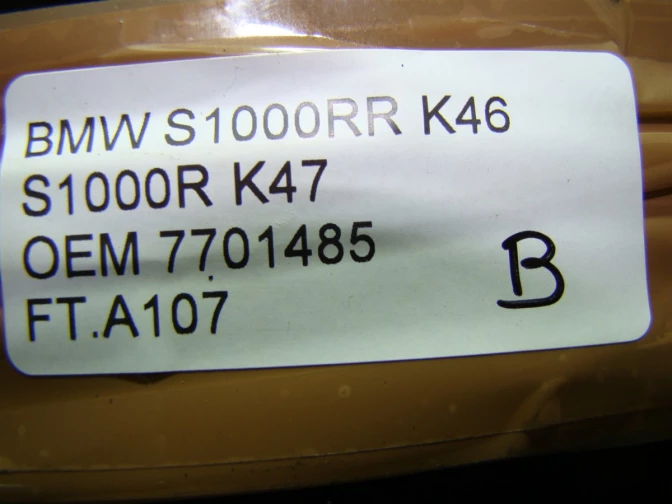 BMW S1000RR K46
S1000R K47
OEM 7701485
FT.A107
B